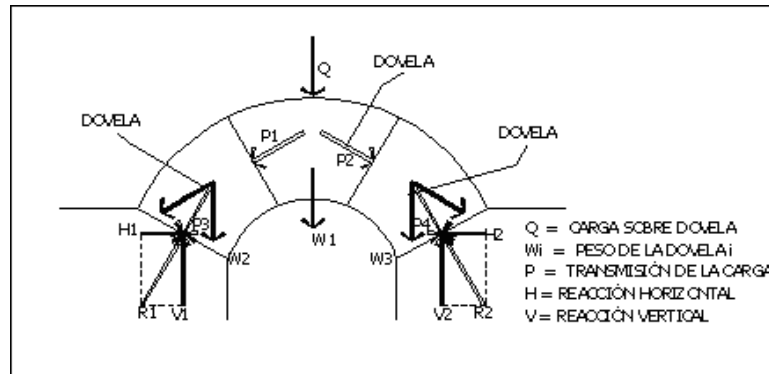 DOVELA
Q
DOVELA
P1
P2
DOVELA
H1
P3
P4
H2
W1
W2
W3
R1
V1
V2
R2
Q = CARGA SOBRE DOVELA
Wi = PESO DE LA DOVELA i
P = TRANSMISIÓN DE LA CARGA
H = REACCIÓN HORIZONTAL
V = REACCIÓN VERTICAL